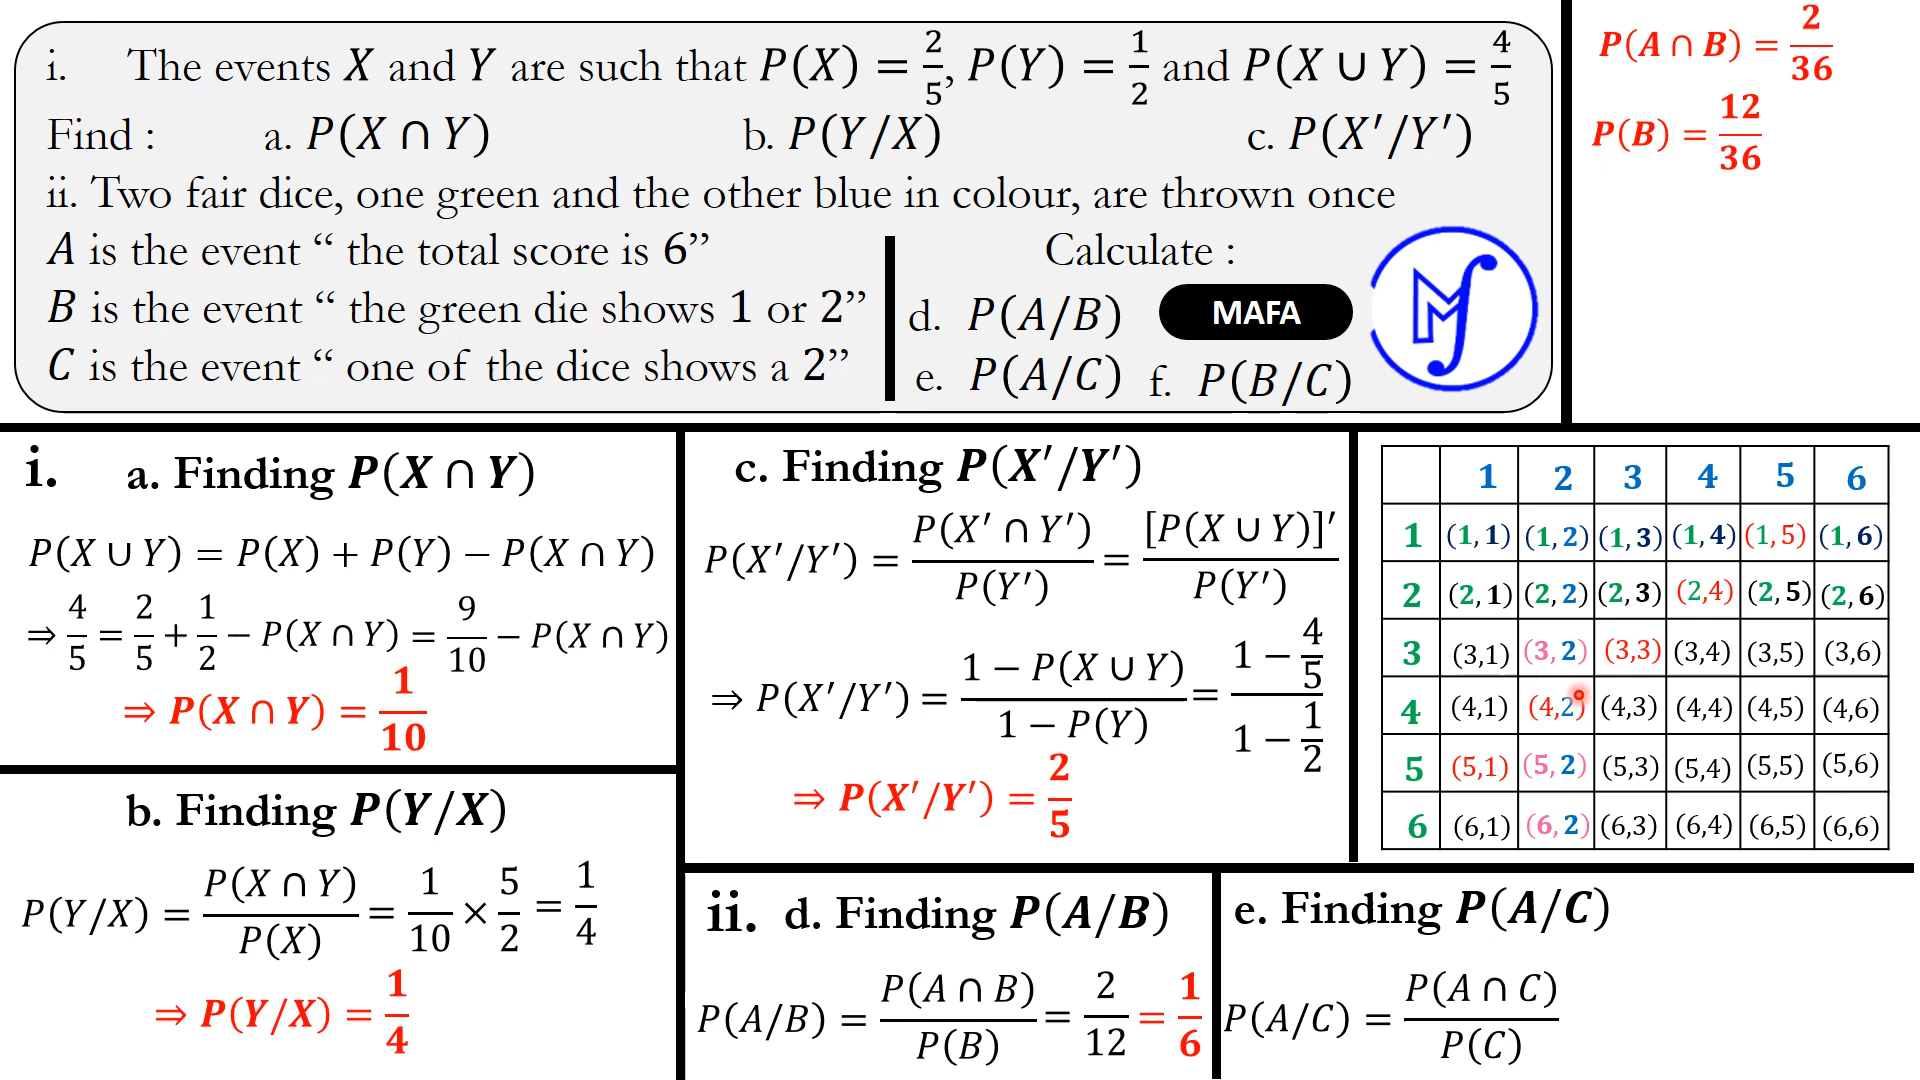 i. The events X and Y are such that P(X) = 2/5, P(Y) = 1/2 and P(X ∪ Y) = 4/5
Find : a. P(X ∩ Y) b. P(Y/X) c. P(X′/Y′)
ii. Two fair dice, one green and the other blue in colour, are thrown once
A is the event “ the total score is 6”
B is the event “ the green die shows 1 or 2”
C is the event “ one of the dice shows a 2”
Calculate :
d. P(A/B)
MAFA
e. P(A/C) f. P(B/C)
P(A ∩ B) = 2/36
P(B) = 12/36
i. a. Finding P(X ∩ Y)
P(X ∪ Y) = P(X) + P(Y) − P(X ∩ Y)
⇒ 4/5 = 2/5 + 1/2 − P(X ∩ Y) = 9/10 − P(X ∩ Y)
⇒ P(X ∩ Y) = 1/10
b. Finding P(Y/X)
P(Y/X) = P(X ∩ Y)/P(X) = 1/10 × 5/2 = 1/4
⇒ P(Y/X) = 1/4
c. Finding P(X′/Y′)
P(X′/Y′) = P(X′ ∩ Y′)/P(Y′) = [P(X ∪ Y)]′/P(Y′)
⇒ P(X′/Y′) = 1 − P(X ∪ Y)/1 − P(Y) = 1 − 4/5 / 1 − 1/2
⇒ P(X′/Y′) = 2/5
1 2 3 4 5 6
1 (1, 1) (1, 2) (1, 3) (1, 4) (1, 5) (1, 6)
2 (2, 1) (2, 2) (2, 3) (2,4) (2, 5) (2, 6)
3 (3,1) (3, 2) (3,3) (3,4) (3,5) (3,6)
4 (4,1) (4,2) (4,3) (4,4) (4,5) (4,6)
5 (5,1) (5, 2) (5,3) (5,4) (5,5) (5,6)
6 (6,1) (6, 2) (6,3) (6,4) (6,5) (6,6)
ii. d. Finding P(A/B)
P(A/B) = P(A ∩ B)/P(B) = 2/12 = 1/6
e. Finding P(A/C)
P(A/C) = P(A ∩ C)/P(C)